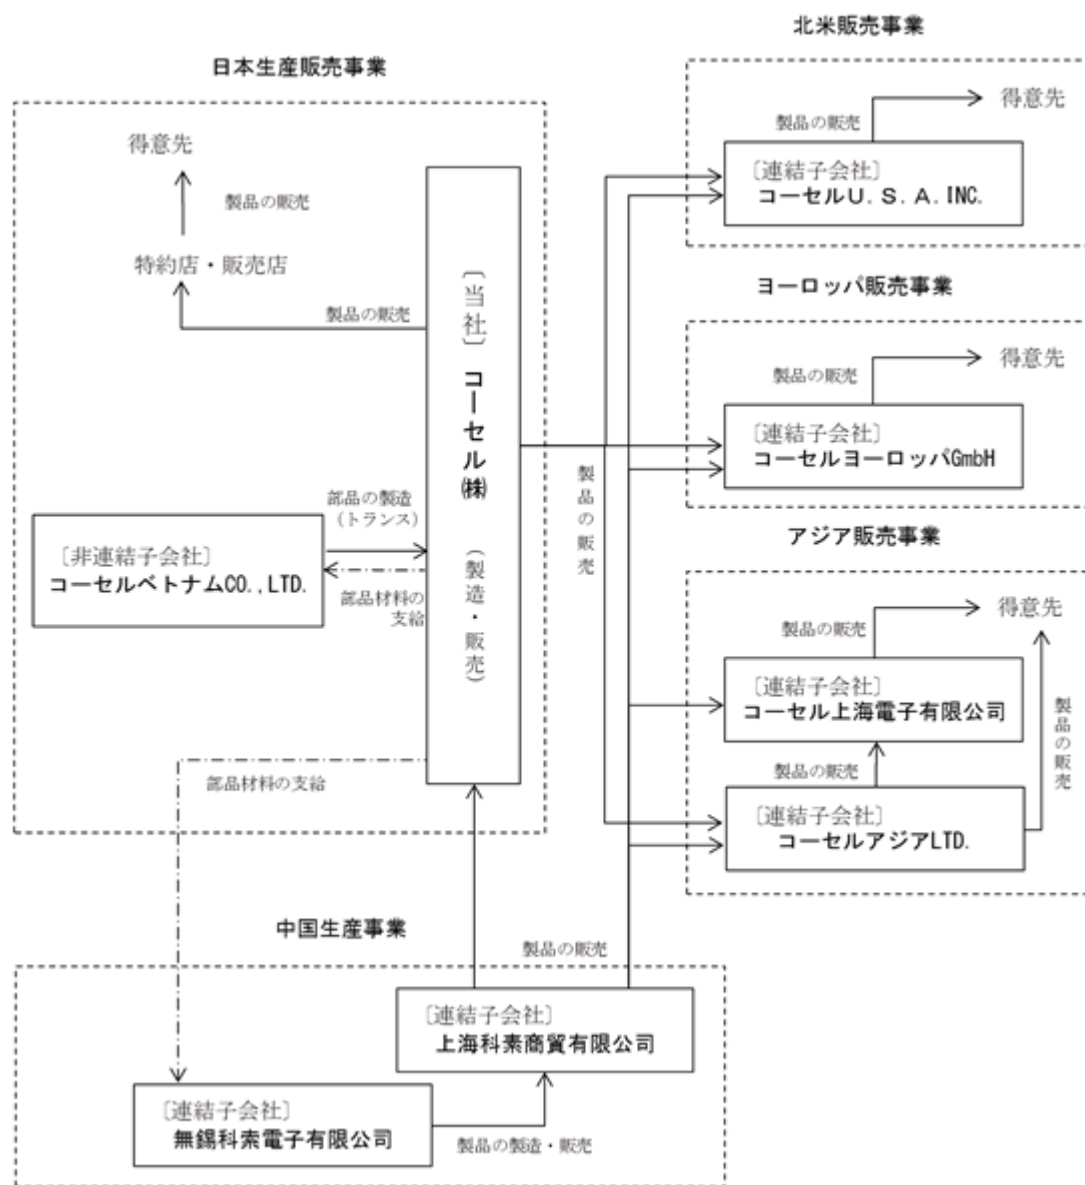 北米販売事業
日本生産販売事業
得意先
製品の販売
〔連結子会社〕
コーセルU．S．A．INC.
得意先
製品の販売
特約店・販売店
製品の販売
〔当社〕 コーセル㈱ （製造・販売）
ヨーロッパ販売事業
得意先
製品の販売
〔連結子会社〕
コーセルヨーロッパGmbH
製品の販売
部品の製造
（トランス）
〔非連結子会社〕
コーセルベトナムCO.,LTD.
部品材料の
支給
アジア販売事業
得意先
製品の販売
〔連結子会社〕
コーセル上海電子有限公司
製品の販売
製品の販売
〔連結子会社〕
コーセルアジアLTD.
部品材料の支給
中国生産事業
製品の販売
〔連結子会社〕
上海科素商貿有限公司
〔連結子会社〕
無錫科素電子有限公司
製品の製造・販売